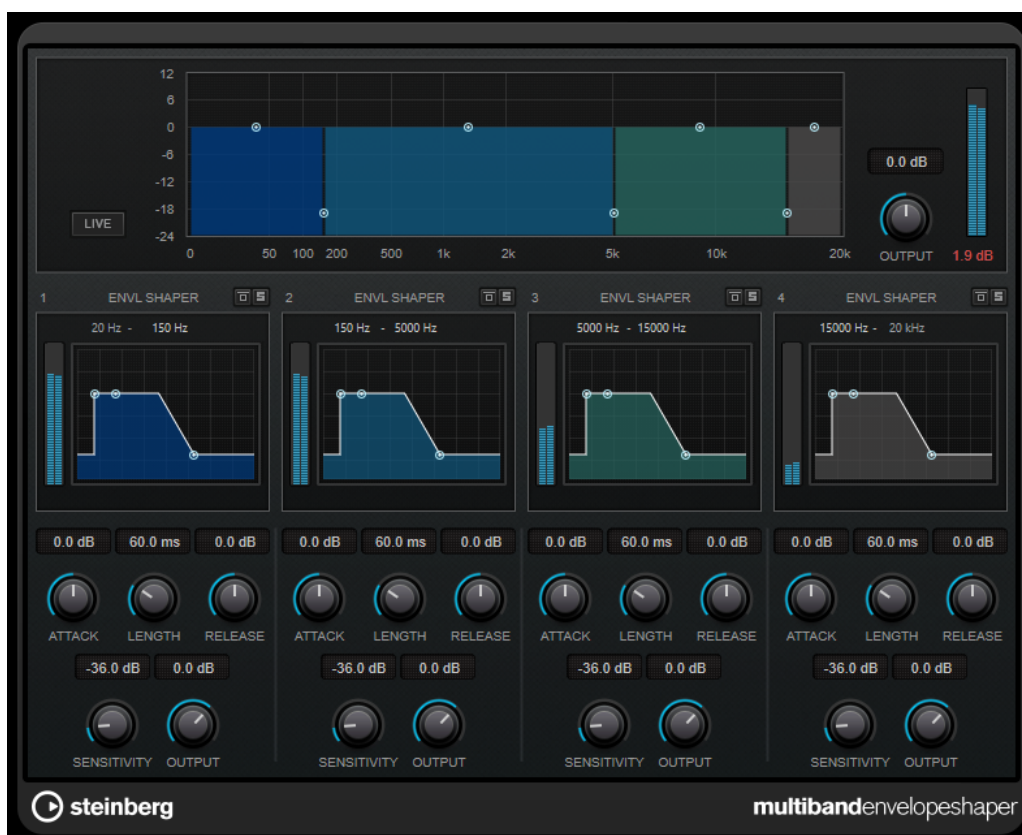 12
6
0
-6
-12
-18
-24
LIVE
0 50 100 200 500 1k 2k 5k 10k 20k
0.0 dB
OUTPUT 1.9 dB
1 ENVL SHAPER S 2 ENVL SHAPER S 3 ENVL SHAPER S 4 ENVL SHAPER S
20 Hz - 150 Hz 150 Hz - 5000 Hz 5000 Hz - 15000 Hz 15000 Hz - 20 kHz
0.0 dB 60.0 ms 0.0 dB 0.0 dB 60.0 ms 0.0 dB 0.0 dB 60.0 ms 0.0 dB 0.0 dB 60.0 ms 0.0 dB
ATTACK LENGTH RELEASE ATTACK LENGTH RELEASE ATTACK LENGTH RELEASE ATTACK LENGTH RELEASE
-36.0 dB 0.0 dB -36.0 dB 0.0 dB -36.0 dB 0.0 dB -36.0 dB 0.0 dB
SENSITIVITY OUTPUT SENSITIVITY OUTPUT SENSITIVITY OUTPUT SENSITIVITY OUTPUT
steinberg multibandenvelopeshaper